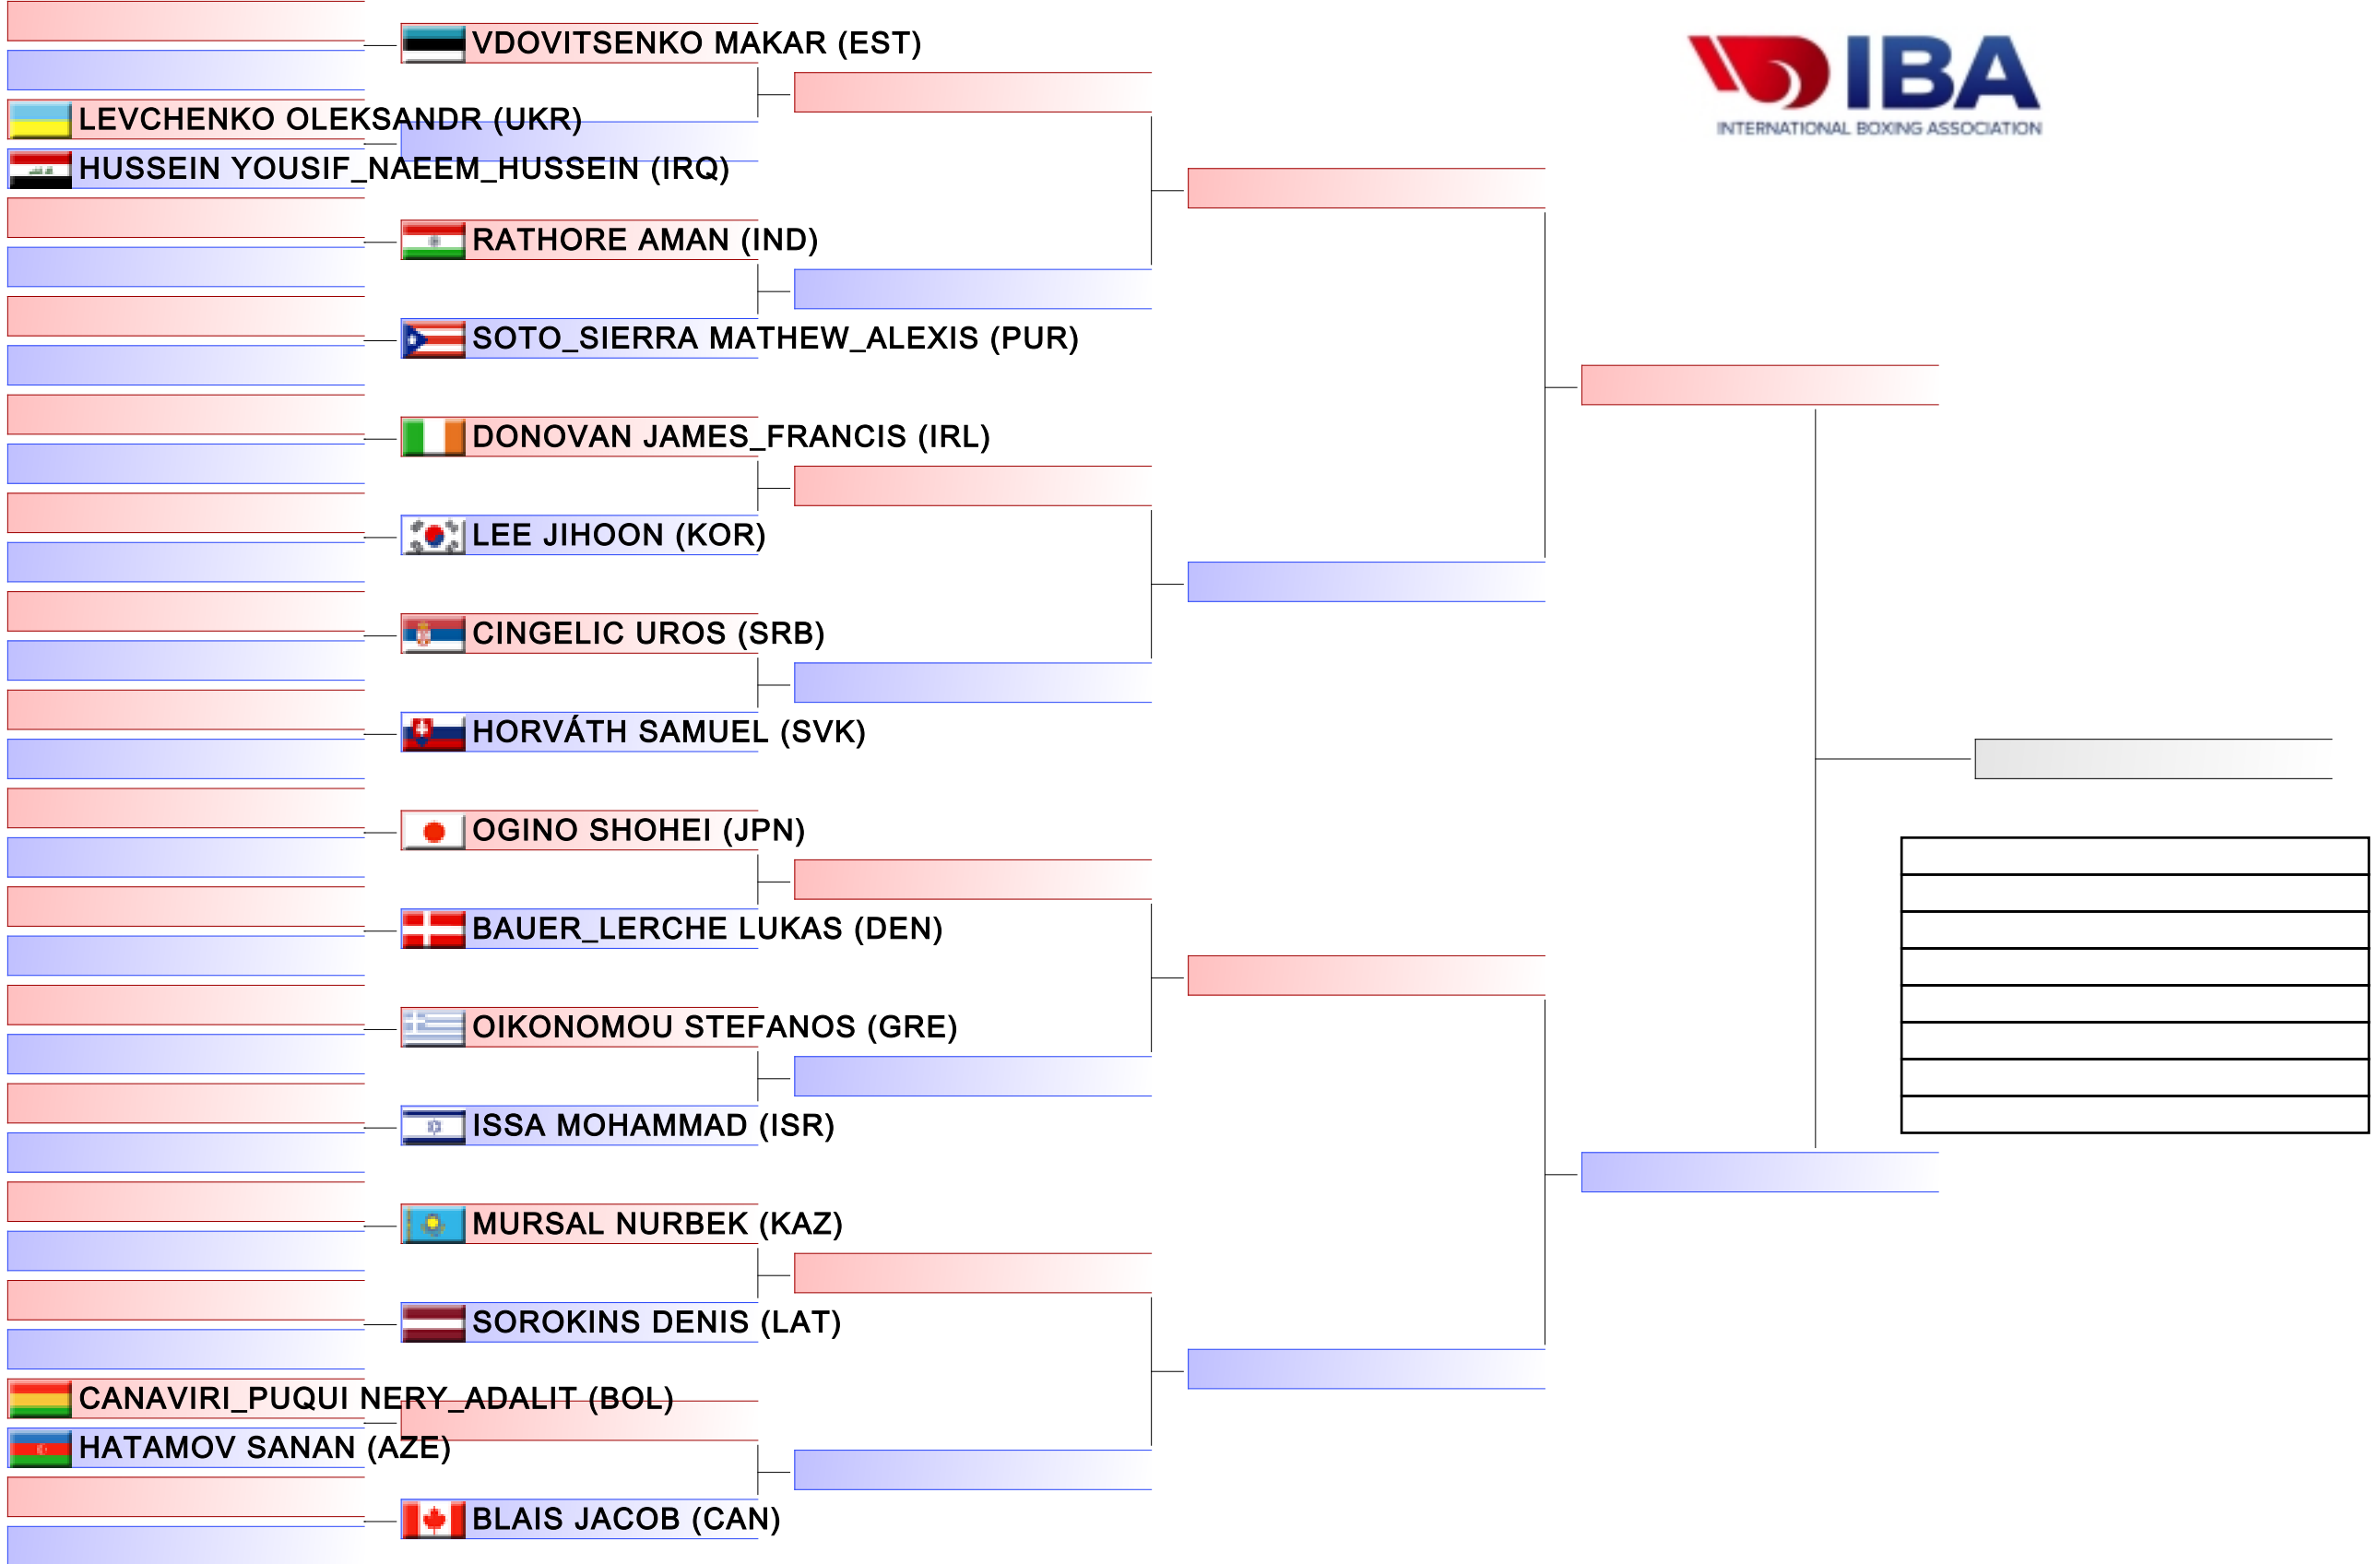 VDOVITSENKO MAKAR (EST)
IBA
INTERNATIONAL BOXING ASSOCIATION
LEVCHENKO OLEKSANDR (UKR)
HUSSEIN YOUSIF_NAEEM_HUSSEIN (IRQ)
RATHORE AMAN (IND)
SOTO_SIERRA MATHEW_ALEXIS (PUR)
DONOVAN JAMES_FRANCIS (IRL)
LEE JIHOON (KOR)
CINGELIC UROS (SRB)
HORVÁTH SAMUEL (SVK)
OGINO SHOHEI (JPN)
BAUER_LERCHE LUKAS (DEN)
OIKONOMOU STEFANOS (GRE)
ISSA MOHAMMAD (ISR)
MURSAL NURBEK (KAZ)
SOROKINS DENIS (LAT)
CANAVIRI_PUQUI NERY_ADALIT (BOL)
HATAMOV SANAN (AZE)
BLAIS JACOB (CAN)